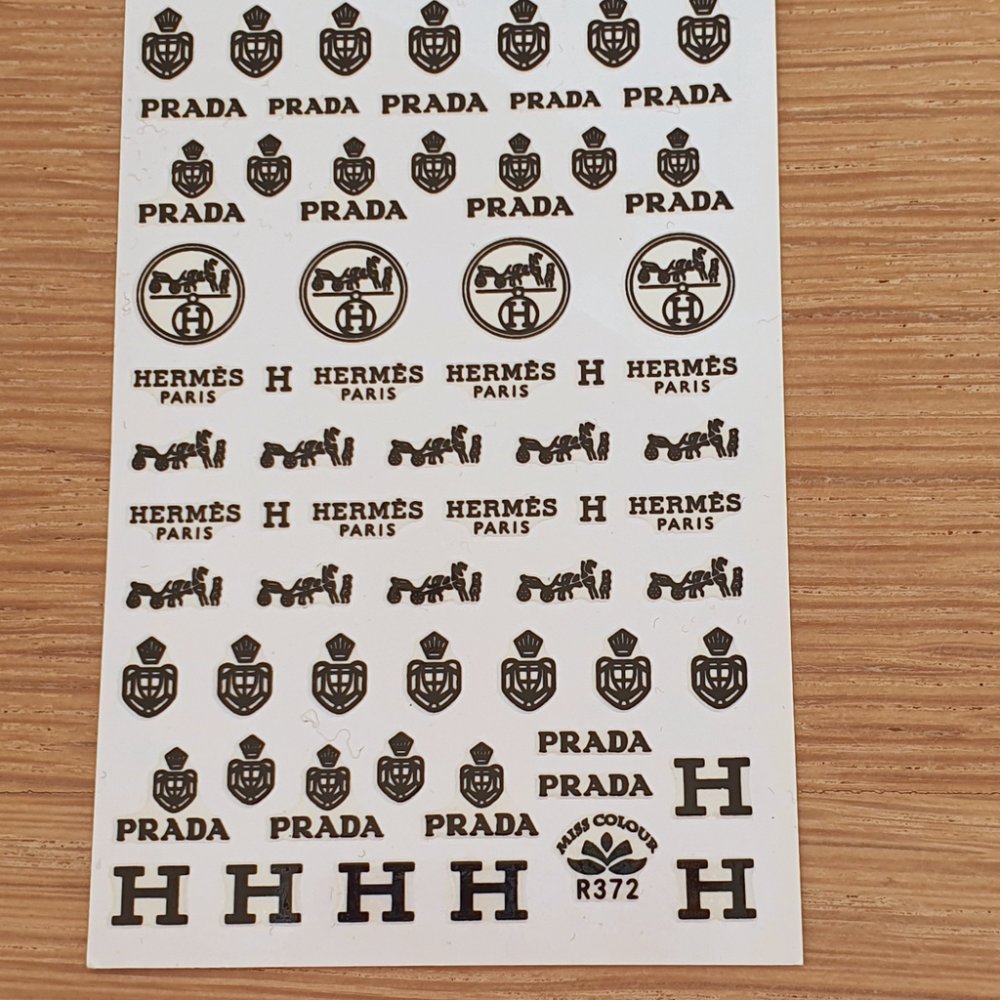 PRADA PRADA PRADA PRADA PRADA
PRADA PRADA PRADA PRADA
H H H H
HERMÈS H HERMÈS HERMÈS H HERMÈS
PARIS PARIS PARIS PARIS
HERMÈS H HERMÈS HERMÈS H HERMÈS
PARIS PARIS PARIS PARIS
PRADA
PRADA H
PRADA PRADA PRADA
MISS COLOUR
R372
H H H H H